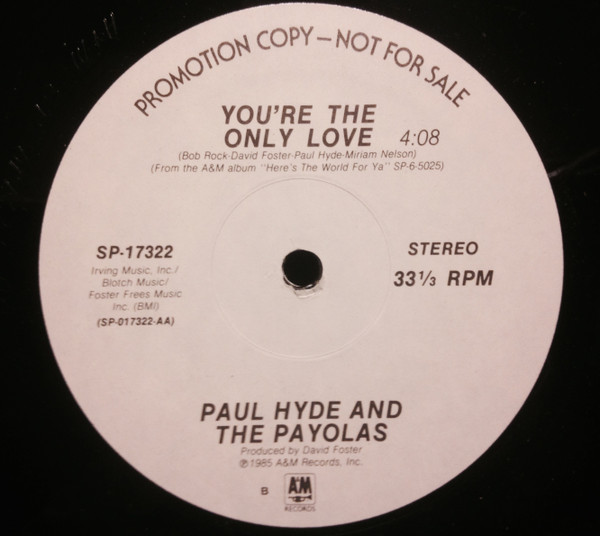 PROMOTION COPY — NOT FOR SALE
YOU'RE THE
ONLY LOVE 4:08
(Bob Rock-David Foster-Paul Hyde-Miriam Nelson)
(From the A&M album "Here's The World For Ya" SP-6-5025)
SP-17322
Irving Music, Inc./
Blotch Music/
Foster Frees Music
Inc. (BMI)
(SP-017322-AA)
STEREO
33 1/3 RPM
PAUL HYDE AND
THE PAYOLAS
Produced by David Foster
℗1985 A&M Records, Inc.
B
A&M
RECORDS